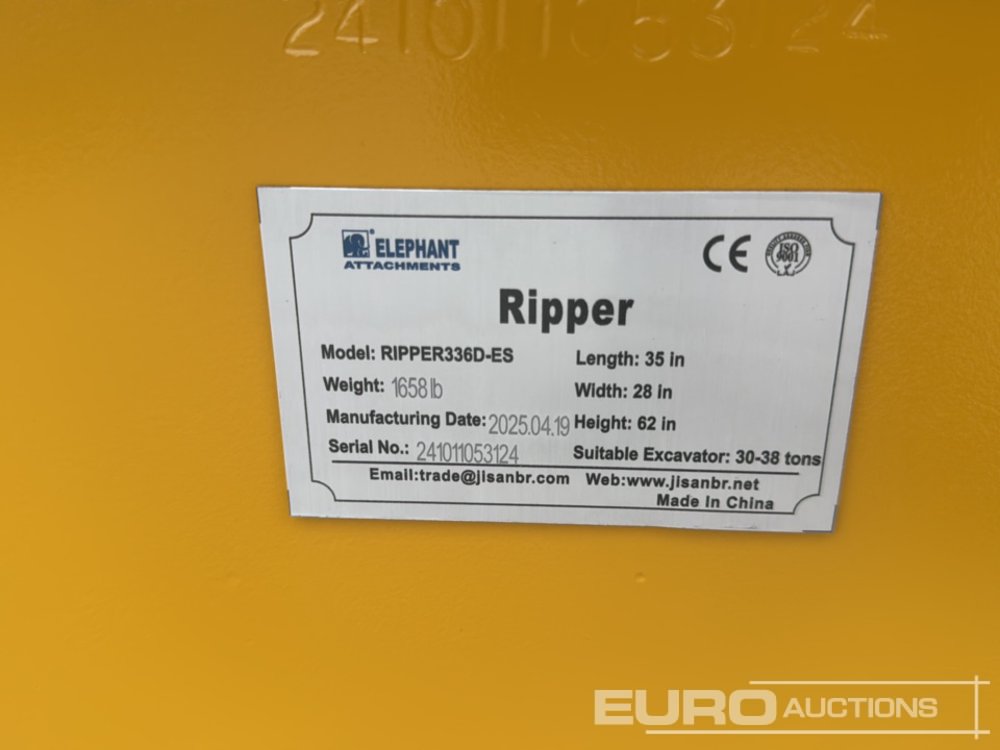 241011053124
ELEPHANT
ATTACHMENTS
CE
ISO
9001
Ripper
Model: RIPPER336D-ES
Length: 35 in
Weight: 1658 lb
Width: 28 in
Manufacturing Date: 2025.04.19
Height: 62 in
Serial No.: 241011053124
Suitable Excavator: 30-38 tons
Email:trade@jisanbr.com Web:www.jisanbr.net
Made In China
EURO AUCTIONS